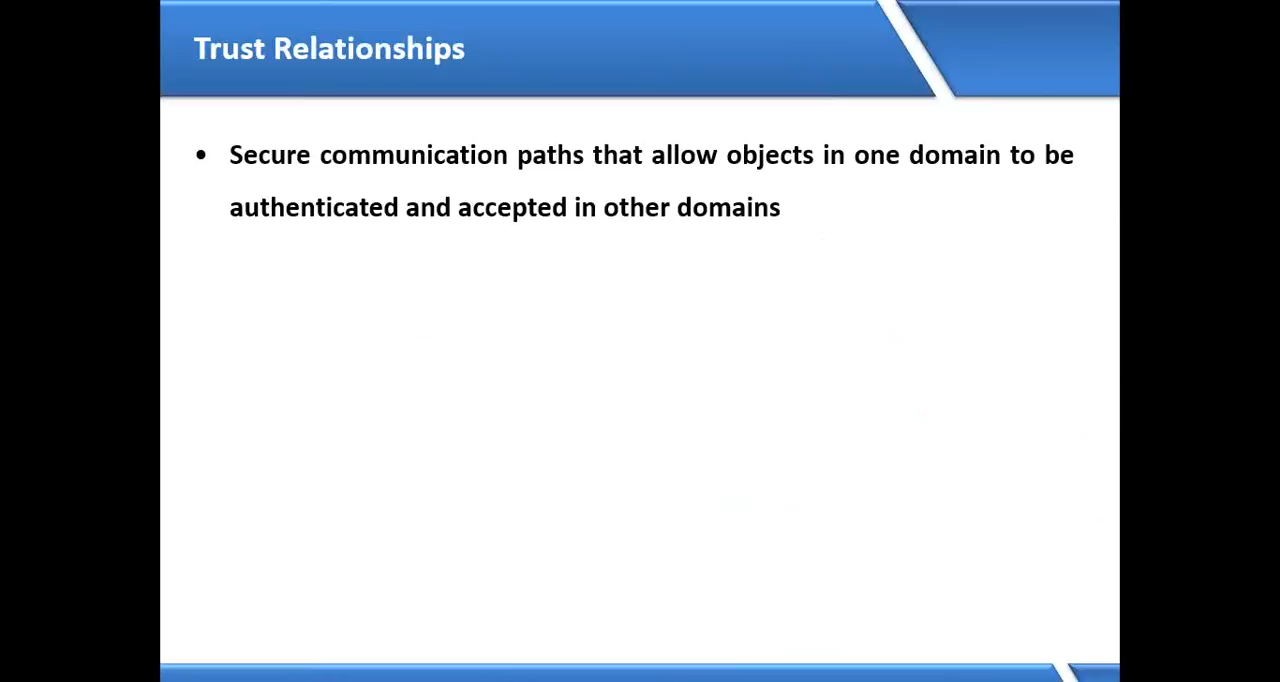 Trust Relationships
• Secure communication paths that allow objects in one domain to be
authenticated and accepted in other domains